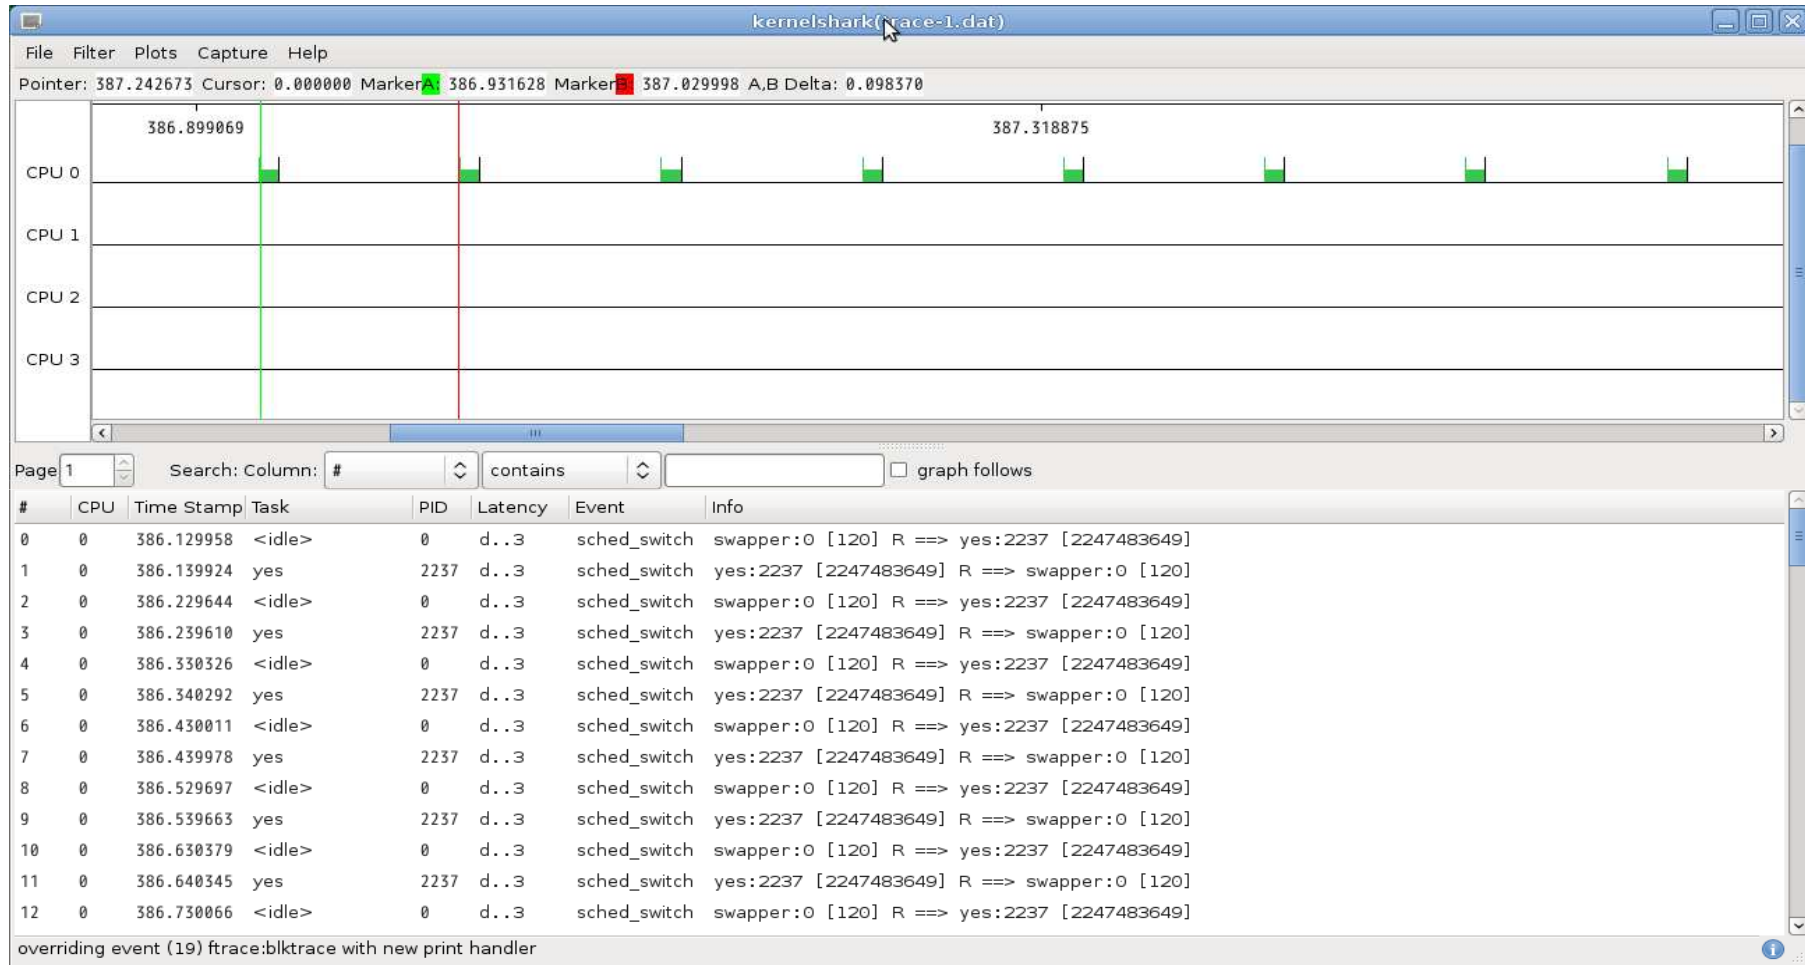 kernelshark(trace-1.dat)
File Filter Plots Capture Help
Pointer: 387.242673 Cursor: 0.000000 MarkerA: 386.931628 MarkerB: 387.029998 A,B Delta: 0.098370
386.899069 387.318875
CPU 0
CPU 1
CPU 2
CPU 3
Page 1 Search: Column: # contains graph follows
# CPU Time Stamp Task PID Latency Event Info
0 0 386.129958 <idle> 0 d..3 sched_switch swapper:0 [120] R ==> yes:2237 [2247483649]
1 0 386.139924 yes 2237 d..3 sched_switch yes:2237 [2247483649] R ==> swapper:0 [120]
2 0 386.229644 <idle> 0 d..3 sched_switch swapper:0 [120] R ==> yes:2237 [2247483649]
3 0 386.239610 yes 2237 d..3 sched_switch yes:2237 [2247483649] R ==> swapper:0 [120]
4 0 386.330326 <idle> 0 d..3 sched_switch swapper:0 [120] R ==> yes:2237 [2247483649]
5 0 386.340292 yes 2237 d..3 sched_switch yes:2237 [2247483649] R ==> swapper:0 [120]
6 0 386.430011 <idle> 0 d..3 sched_switch swapper:0 [120] R ==> yes:2237 [2247483649]
7 0 386.439978 yes 2237 d..3 sched_switch yes:2237 [2247483649] R ==> swapper:0 [120]
8 0 386.529697 <idle> 0 d..3 sched_switch swapper:0 [120] R ==> yes:2237 [2247483649]
9 0 386.539663 yes 2237 d..3 sched_switch yes:2237 [2247483649] R ==> swapper:0 [120]
10 0 386.630379 <idle> 0 d..3 sched_switch swapper:0 [120] R ==> yes:2237 [2247483649]
11 0 386.640345 yes 2237 d..3 sched_switch yes:2237 [2247483649] R ==> swapper:0 [120]
12 0 386.730066 <idle> 0 d..3 sched_switch swapper:0 [120] R ==> yes:2237 [2247483649]
overriding event (19) ftrace:blktrace with new print handler